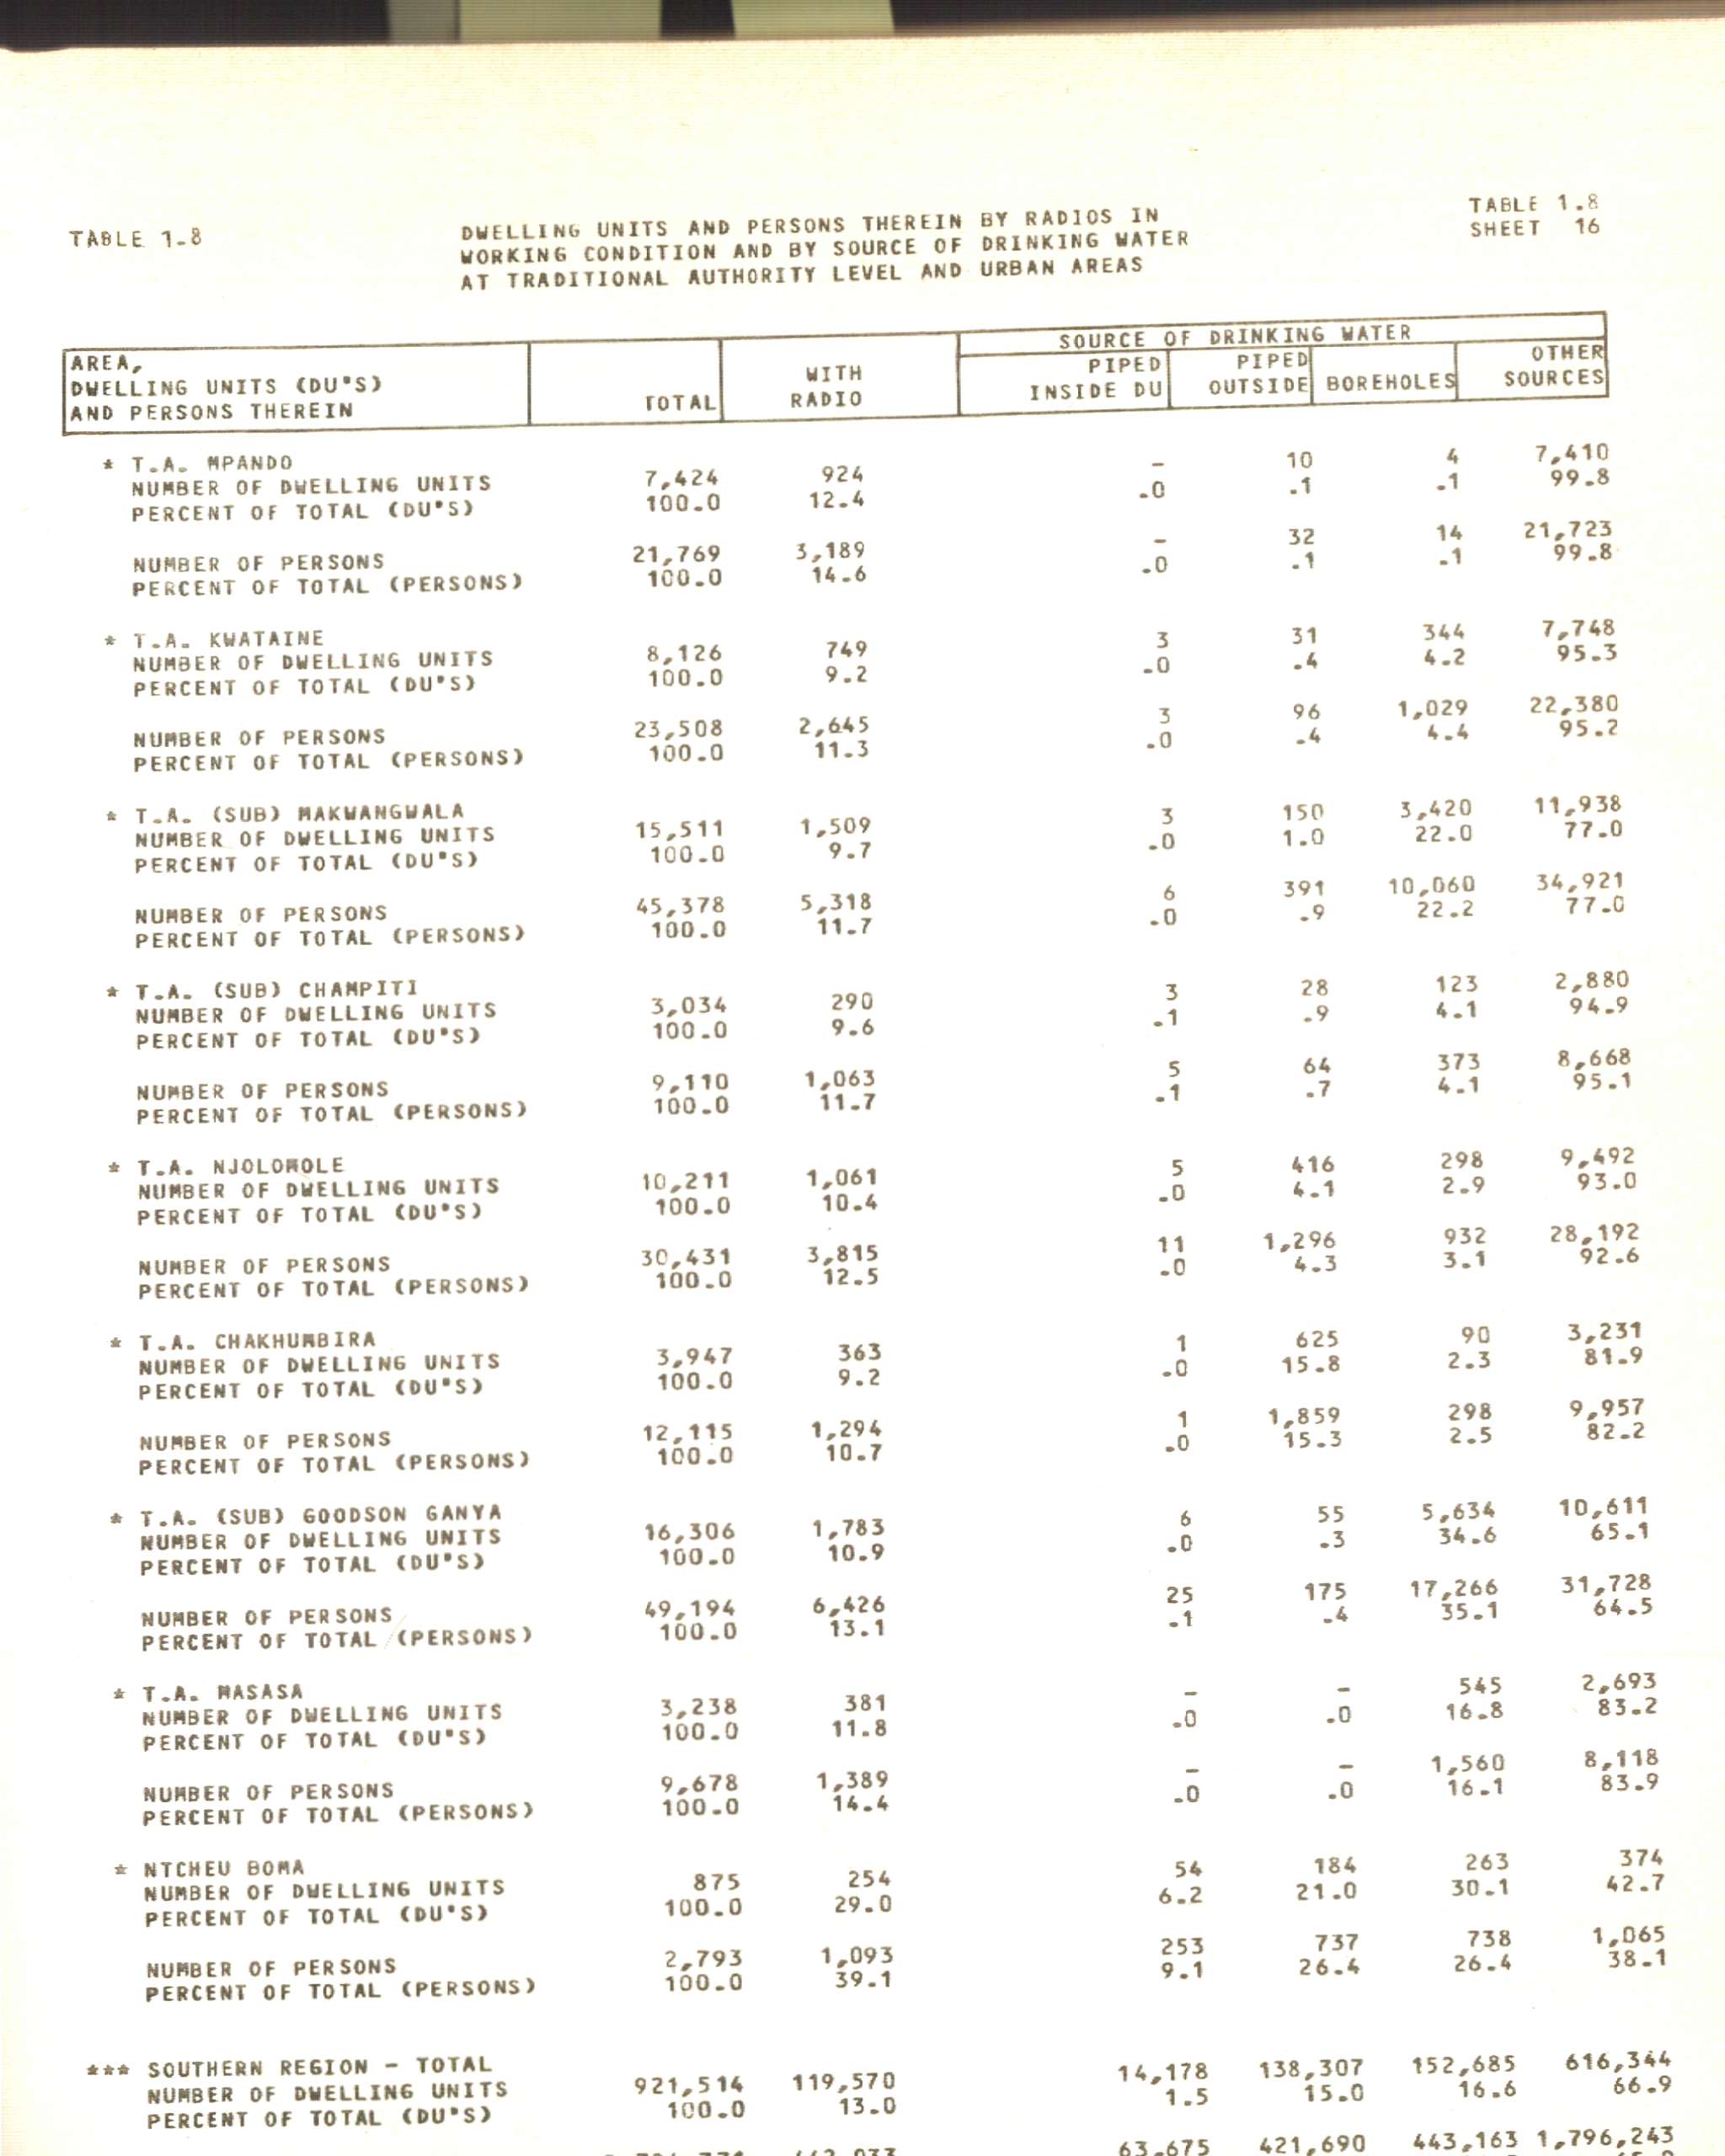 TABLE 1.8
SHEET 16
TABLE 1-8
DWELLING UNITS AND PERSONS THEREIN BY RADIOS IN
WORKING CONDITION AND BY SOURCE OF DRINKING WATER
AT TRADITIONAL AUTHORITY LEVEL AND URBAN AREAS
AREA,
DWELLING UNITS (DU'S)
AND PERSONS THEREIN
TOTAL
WITH
RADIO
SOURCE OF DRINKING WATER
PIPED
INSIDE DU
PIPED
OUTSIDE
BOREHOLES
OTHER
SOURCES
* T.A. MPANDO
NUMBER OF DWELLING UNITS 7,424 924 – 10 4 7,410
PERCENT OF TOTAL (DU'S) 100.0 12.4 .0 .1 .1 99.8
NUMBER OF PERSONS 21,769 3,189 – 32 14 21,723
PERCENT OF TOTAL (PERSONS) 100.0 14.6 .0 .1 .1 99.8
* T.A. KWATAINE
NUMBER OF DWELLING UNITS 8,126 749 3 31 344 7,748
PERCENT OF TOTAL (DU'S) 100.0 9.2 .0 .4 4.2 95.3
NUMBER OF PERSONS 23,508 2,645 3 96 1,029 22,380
PERCENT OF TOTAL (PERSONS) 100.0 11.3 .0 .4 4.4 95.2
* T.A. (SUB) MAKWANGWALA
NUMBER OF DWELLING UNITS 15,511 1,509 3 150 3,420 11,938
PERCENT OF TOTAL (DU'S) 100.0 9.7 .0 1.0 22.0 77.0
NUMBER OF PERSONS 45,378 5,318 6 391 10,060 34,921
PERCENT OF TOTAL (PERSONS) 100.0 11.7 .0 .9 22.2 77.0
* T.A. (SUB) CHAMPITI
NUMBER OF DWELLING UNITS 3,034 290 3 28 123 2,880
PERCENT OF TOTAL (DU'S) 100.0 9.6 .1 .9 4.1 94.9
NUMBER OF PERSONS 9,110 1,063 5 64 373 8,668
PERCENT OF TOTAL (PERSONS) 100.0 11.7 .1 .7 4.1 95.1
* T.A. NJOLOMOLE
NUMBER OF DWELLING UNITS 10,211 1,061 5 416 298 9,492
PERCENT OF TOTAL (DU'S) 100.0 10.4 .0 4.1 2.9 93.0
NUMBER OF PERSONS 30,431 3,815 11 1,296 932 28,192
PERCENT OF TOTAL (PERSONS) 100.0 12.5 .0 4.3 3.1 92.6
* T.A. CHAKHUMBIRA
NUMBER OF DWELLING UNITS 3,947 363 1 625 90 3,231
PERCENT OF TOTAL (DU'S) 100.0 9.2 .0 15.8 2.3 81.9
NUMBER OF PERSONS 12,115 1,294 1 1,859 298 9,957
PERCENT OF TOTAL (PERSONS) 100.0 10.7 .0 15.3 2.5 82.2
* T.A. (SUB) GOODSON GANYA
NUMBER OF DWELLING UNITS 16,306 1,783 6 55 5,634 10,611
PERCENT OF TOTAL (DU'S) 100.0 10.9 .0 .3 34.6 65.1
NUMBER OF PERSONS 49,194 6,426 25 175 17,266 31,728
PERCENT OF TOTAL (PERSONS) 100.0 13.1 .1 .4 35.1 64.5
* T.A. MASASA
NUMBER OF DWELLING UNITS 3,238 381 – – 545 2,693
PERCENT OF TOTAL (DU'S) 100.0 11.8 .0 .0 16.8 83.2
NUMBER OF PERSONS 9,678 1,389 – – 1,560 8,118
PERCENT OF TOTAL (PERSONS) 100.0 14.4 .0 .0 16.1 83.9
* NTCHEU BOMA
NUMBER OF DWELLING UNITS 875 254 54 184 263 374
PERCENT OF TOTAL (DU'S) 100.0 29.0 6.2 21.0 30.1 42.7
NUMBER OF PERSONS 2,793 1,093 253 737 738 1,065
PERCENT OF TOTAL (PERSONS) 100.0 39.1 9.1 26.4 26.4 38.1
*** SOUTHERN REGION – TOTAL
NUMBER OF DWELLING UNITS 921,514 119,570 14,178 138,307 152,685 616,344
PERCENT OF TOTAL (DU'S) 100.0 13.0 1.5 15.0 16.6 66.9
63,675 421,690 443,163 1,796,243